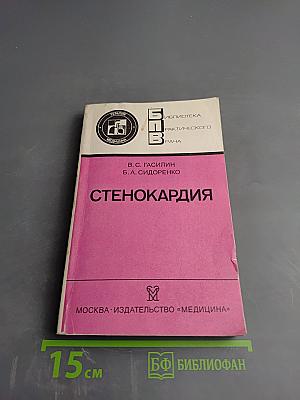 БИБЛИОТЕКА
ПРАКТИЧЕСКОГО
ВРАЧА
В.С. ГАСИЛИН
Б.А. СИДОРЕНКО
СТЕНОКАРДИЯ
МОСКВА · ИЗДАТЕЛЬСТВО «МЕДИЦИНА»
15 см
БФ БИБЛИОФАН